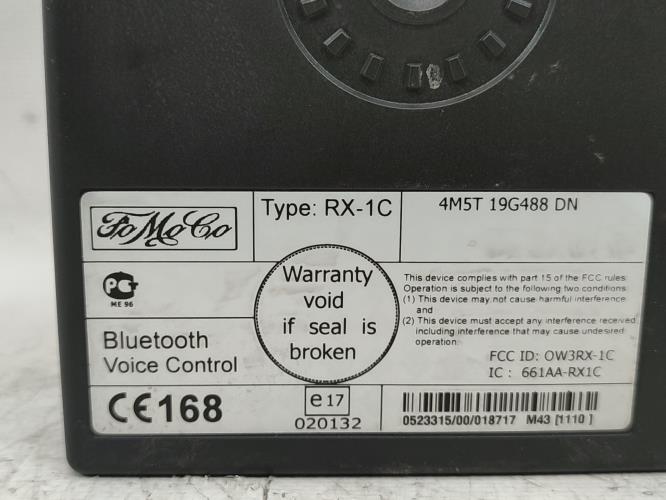 FoMoCo
Type: RX-1C
4M5T 19G488 DN
PCT
ME 96
Warranty
void
if seal is
broken
This device complies with part 15 of the FCC rules
Operation is subject to the following two conditions
(1) This device may not cause harmful interference
and
(2) This device must accept any interference received
including interference that may cause undesired
operation
FCC ID: OW3RX-1C
IC : 661AA-RX1C
Bluetooth
Voice Control
CE168
e17
020132
0523315/00/018717 M43 [1110 ]